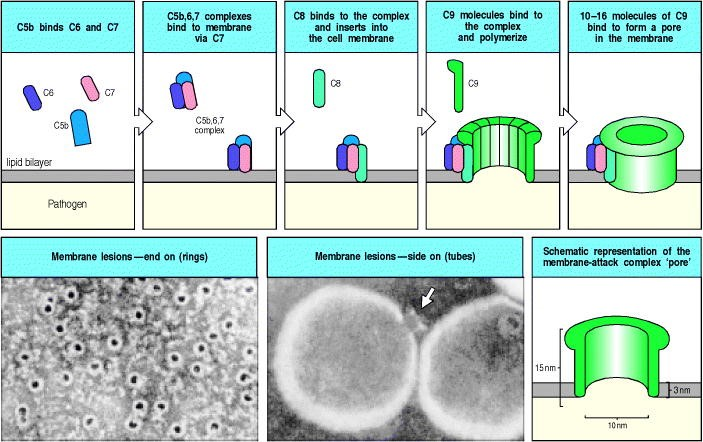 C5b binds C6 and C7
C5b,6,7 complexes
bind to membrane
via C7
C8 binds to the complex
and inserts into
the cell membrane
C9 molecules bind to
the complex
and polymerize
10–16 molecules of C9
bind to form a pore
in the membrane
C6
C7
C5b
lipid bilayer
Pathogen
C5b,6,7
complex
C8
C9
Membrane lesions—end on (rings)
Membrane lesions—side on (tubes)
Schematic representation of the
membrane-attack complex ‘pore’
15 nm
3 nm
10 nm